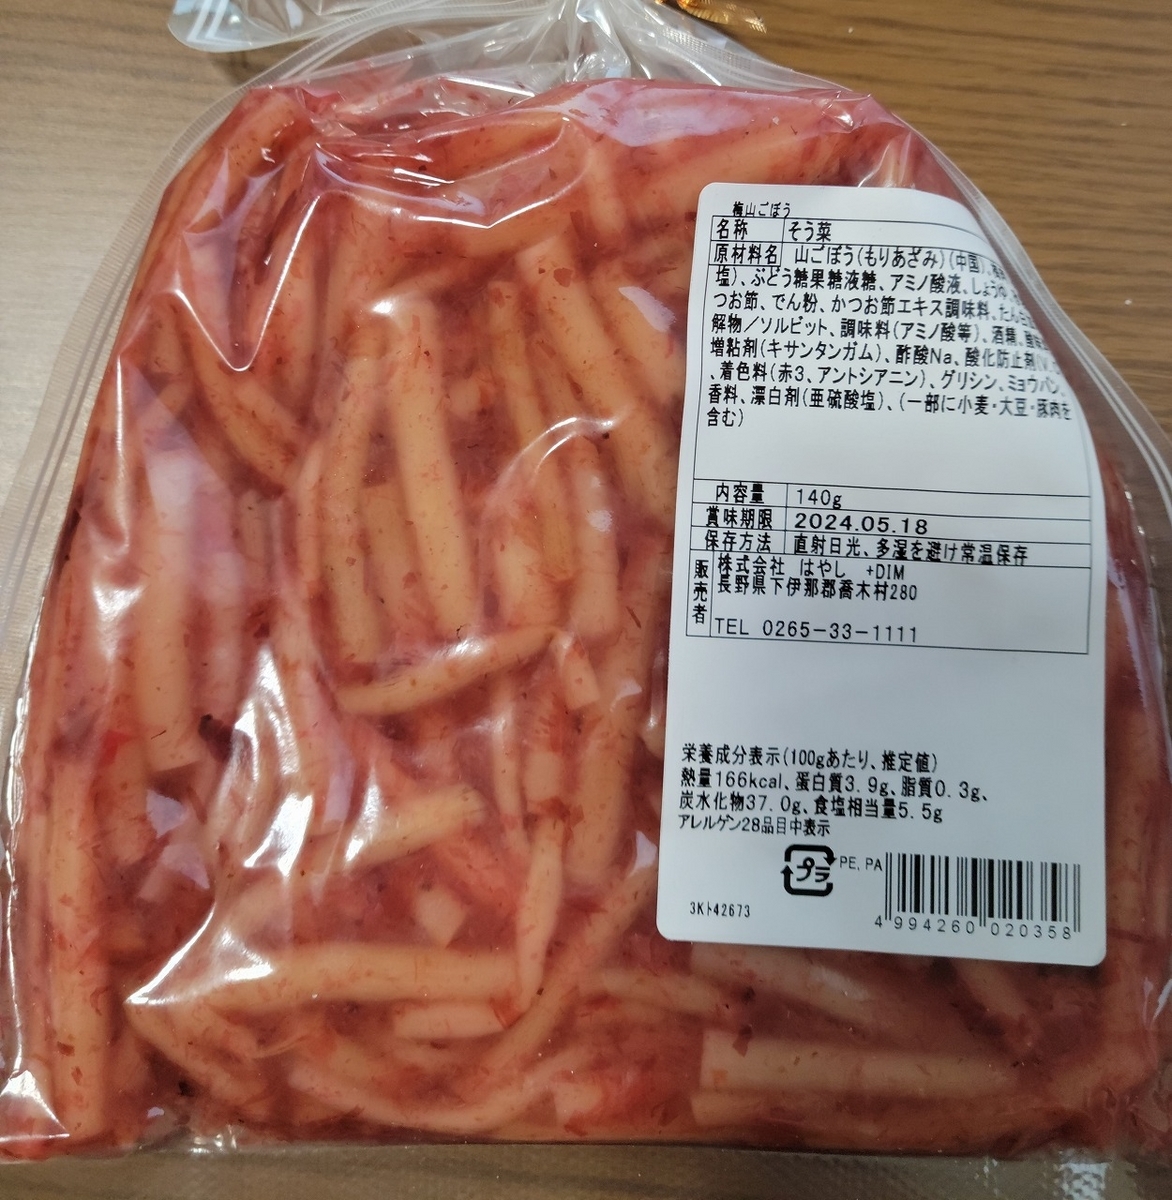 梅山ごぼう
名称 そう菜
原材料名 山ごぼう(もりあざみ)(中国)、
塩)、ぶどう糖果糖液糖、アミノ酸液、しょうゆ、
つお節、でん粉、かつお節エキス調味料、たん白
解物/ソルビット、調味料(アミノ酸等)、酒精、酸味
増粘剤(キサンタンガム)、酢酸Na、酸化防止剤(V.
、着色料(赤3、アントシアニン)、グリシン、ミョウバン、
香料、漂白剤(亜硫酸塩)、(一部に小麦・大豆・豚肉を
含む)
内容量 140g
賞味期限 2024.05.18
保存方法 直射日光、多湿を避け常温保存
販売者 株式会社 はやし +DIM
長野県下伊那郡喬木村280
TEL 0265-33-1111
栄養成分表示(100gあたり、推定値)
熱量166kcal、蛋白質3.9g、脂質0.3g、
炭水化物37.0g、食塩相当量5.5g
アレルゲン28品目中表示
プラ PE, PA
3Kト42673
4 994260 020358